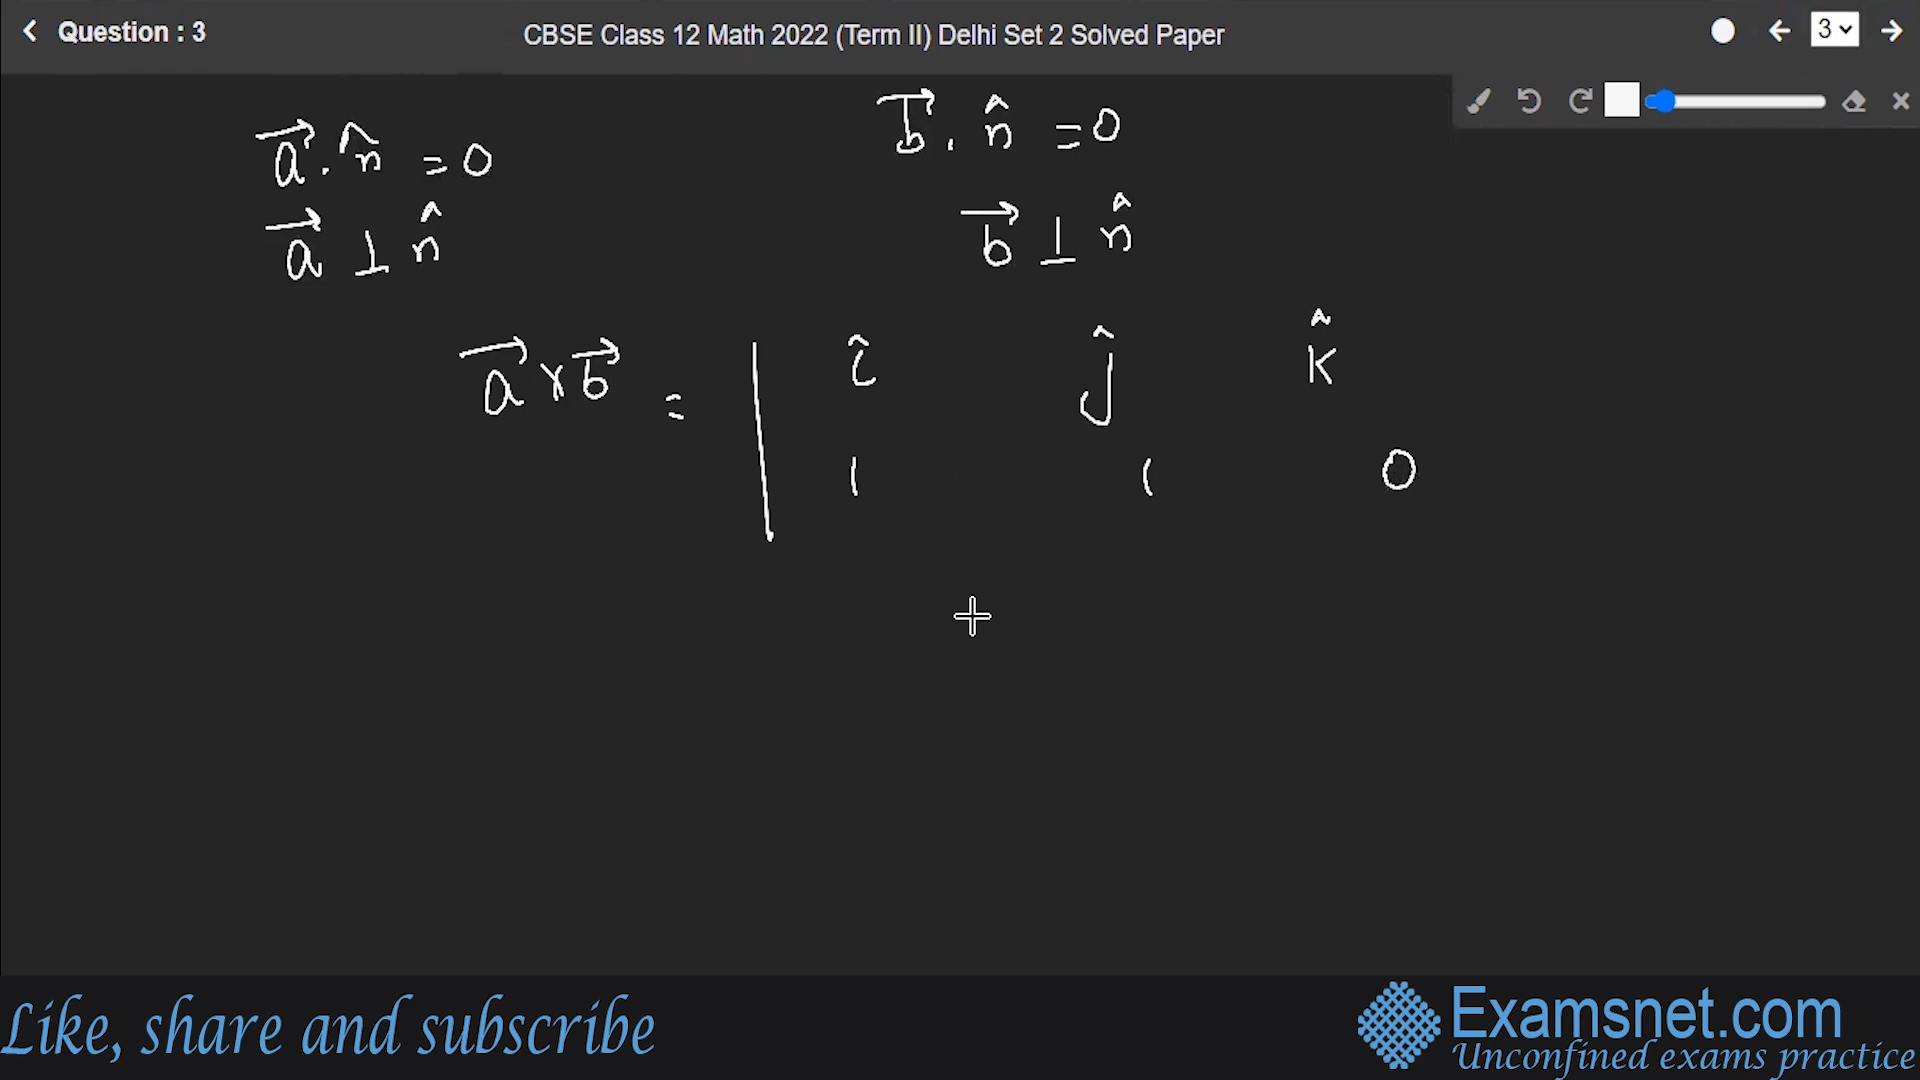 Question : 3
CBSE Class 12 Math 2022 (Term II) Delhi Set 2 Solved Paper
3
a⃗ . n̂ = 0
b⃗ . n̂ = 0
a⃗ ⊥ n̂
b⃗ ⊥ n̂
a⃗ × b⃗ = | î ĵ k̂
1 1 0
Like, share and subscribe
Examsnet.com
Unconfined exams practice